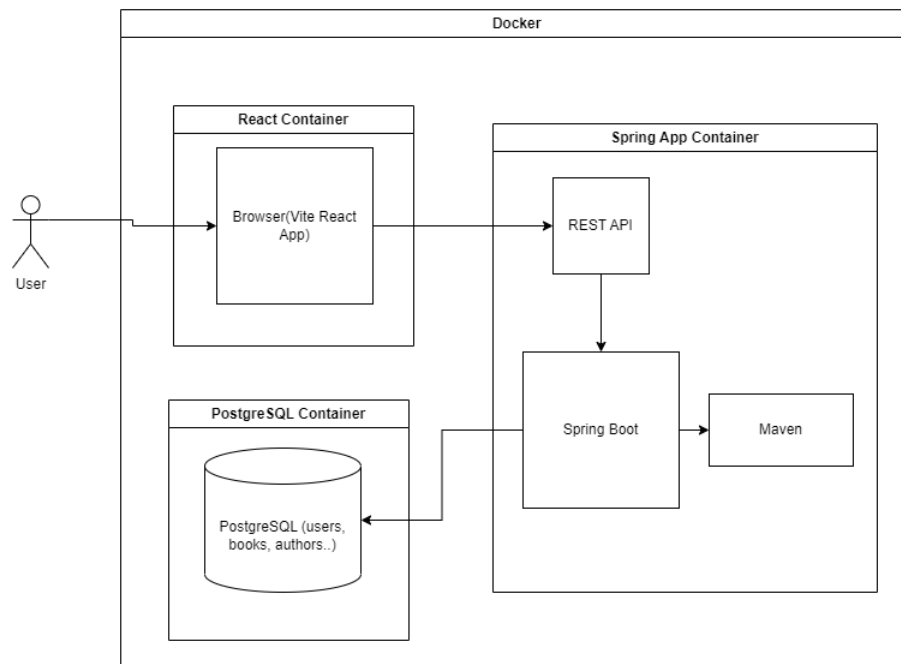 Docker
React Container
Spring App Container
Browser(Vite React
App)
REST API
User
PostgreSQL Container
Spring Boot
Maven
PostgreSQL (users,
books, authors..)